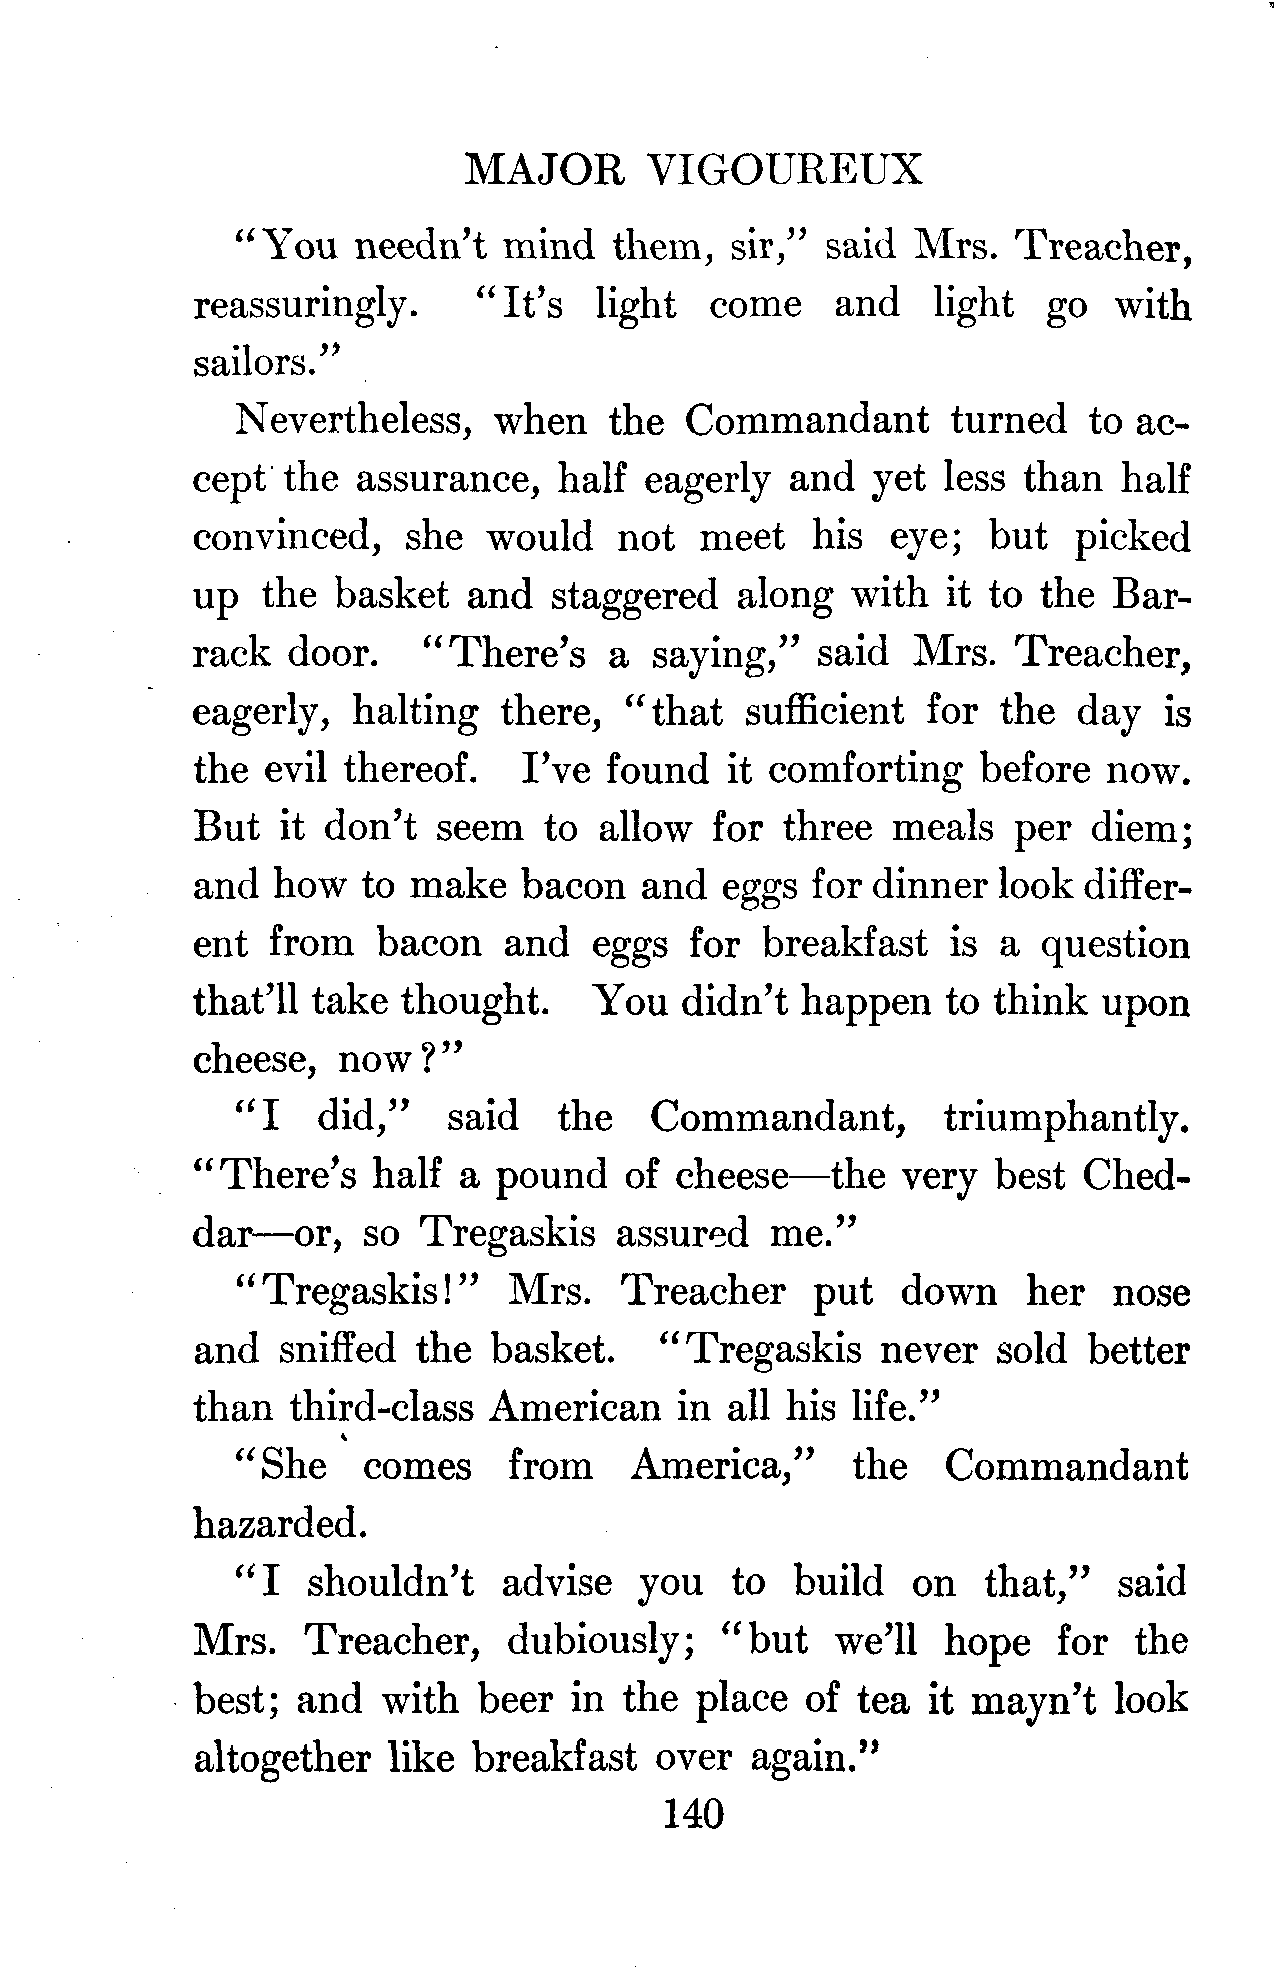 MAJOR VIGOUREUX
"You needn't mind them, sir," said Mrs. Treacher,
reassuringly. "It's light come and light go with
sailors."
Nevertheless, when the Commandant turned to ac-
cept the assurance, half eagerly and yet less than half
convinced, she would not meet his eye; but picked
up the basket and staggered along with it to the Bar-
rack door. "There's a saying," said Mrs. Treacher,
eagerly, halting there, "that sufficient for the day is
the evil thereof. I've found it comforting before now.
But it don't seem to allow for three meals per diem;
and how to make bacon and eggs for dinner look differ-
ent from bacon and eggs for breakfast is a question
that'll take thought. You didn't happen to think upon
cheese, now?"
"I did," said the Commandant, triumphantly.
"There's half a pound of cheese—the very best Ched-
dar—or, so Tregaskis assured me."
"Tregaskis!" Mrs. Treacher put down her nose
and sniffed the basket. "Tregaskis never sold better
than third-class American in all his life."
"She comes from America," the Commandant
hazarded.
"I shouldn't advise you to build on that," said
Mrs. Treacher, dubiously; "but we'll hope for the
best; and with beer in the place of tea it mayn't look
altogether like breakfast over again."
140